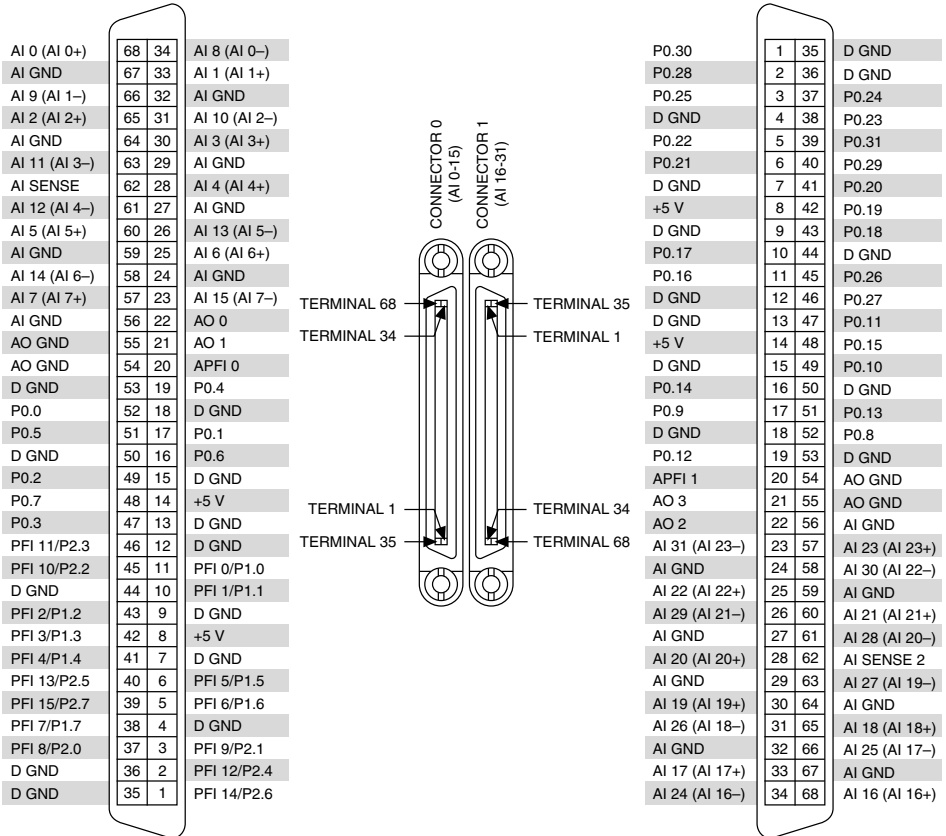 AI 0 (AI 0+) 68 34 AI 8 (AI 0–)
AI GND 67 33 AI 1 (AI 1+)
AI 9 (AI 1–) 66 32 AI GND
AI 2 (AI 2+) 65 31 AI 10 (AI 2–)
AI GND 64 30 AI 3 (AI 3+)
AI 11 (AI 3–) 63 29 AI GND
AI SENSE 62 28 AI 4 (AI 4+)
AI 12 (AI 4–) 61 27 AI GND
AI 5 (AI 5+) 60 26 AI 13 (AI 5–)
AI GND 59 25 AI 6 (AI 6+)
AI 14 (AI 6–) 58 24 AI GND
AI 7 (AI 7+) 57 23 AI 15 (AI 7–)
AI GND 56 22 AO 0
AO GND 55 21 AO 1
AO GND 54 20 APFI 0
D GND 53 19 P0.4
P0.0 52 18 D GND
P0.5 51 17 P0.1
D GND 50 16 P0.6
P0.2 49 15 D GND
P0.7 48 14 +5 V
P0.3 47 13 D GND
PFI 11/P2.3 46 12 D GND
PFI 10/P2.2 45 11 PFI 0/P1.0
D GND 44 10 PFI 1/P1.1
PFI 2/P1.2 43 9 D GND
PFI 3/P1.3 42 8 +5 V
PFI 4/P1.4 41 7 D GND
PFI 13/P2.5 40 6 PFI 5/P1.5
PFI 15/P2.7 39 5 PFI 6/P1.6
PFI 7/P1.7 38 4 D GND
PFI 8/P2.0 37 3 PFI 9/P2.1
D GND 36 2 PFI 12/P2.4
D GND 35 1 PFI 14/P2.6
CONNECTOR 0
(AI 0-15)
CONNECTOR 1
(AI 16-31)
TERMINAL 68
TERMINAL 35
TERMINAL 34
TERMINAL 1
TERMINAL 1
TERMINAL 34
TERMINAL 35
TERMINAL 68
P0.30 1 35 D GND
P0.28 2 36 D GND
P0.25 3 37 P0.24
D GND 4 38 P0.23
P0.22 5 39 P0.31
P0.21 6 40 P0.29
D GND 7 41 P0.20
+5 V 8 42 P0.19
D GND 9 43 P0.18
P0.17 10 44 D GND
P0.16 11 45 P0.26
D GND 12 46 P0.27
D GND 13 47 P0.11
+5 V 14 48 P0.15
D GND 15 49 P0.10
P0.14 16 50 D GND
P0.9 17 51 P0.13
D GND 18 52 P0.8
P0.12 19 53 D GND
APFI 1 20 54 AO GND
AO 3 21 55 AO GND
AO 2 22 56 AI GND
AI 31 (AI 23–) 23 57 AI 23 (AI 23+)
AI GND 24 58 AI 30 (AI 22–)
AI 22 (AI 22+) 25 59 AI GND
AI 29 (AI 21–) 26 60 AI 21 (AI 21+)
AI GND 27 61 AI 28 (AI 20–)
AI 20 (AI 20+) 28 62 AI SENSE 2
AI GND 29 63 AI 27 (AI 19–)
AI 19 (AI 19+) 30 64 AI GND
AI 26 (AI 18–) 31 65 AI 18 (AI 18+)
AI GND 32 66 AI 25 (AI 17–)
AI 17 (AI 17+) 33 67 AI GND
AI 24 (AI 16–) 34 68 AI 16 (AI 16+)